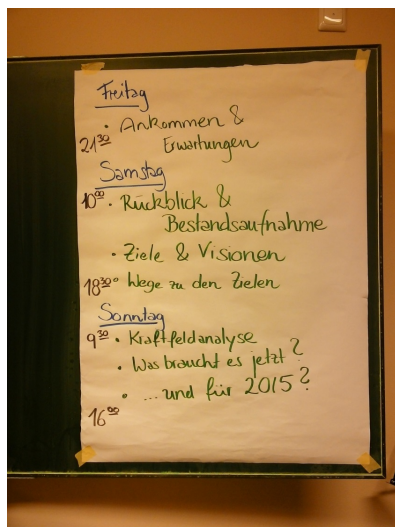 Freitag
• Ankommen &
21³⁰ Erwartungen
Samstag
10⁰⁰ • Rückblick &
Bestandsaufnahme
• Ziele & Visionen
18³⁰ • Wege zu den Zielen
Sonntag
9³⁰ • Kraftfeldanalyse
• Was braucht es jetzt?
• ... und für 2015?
16⁰⁰